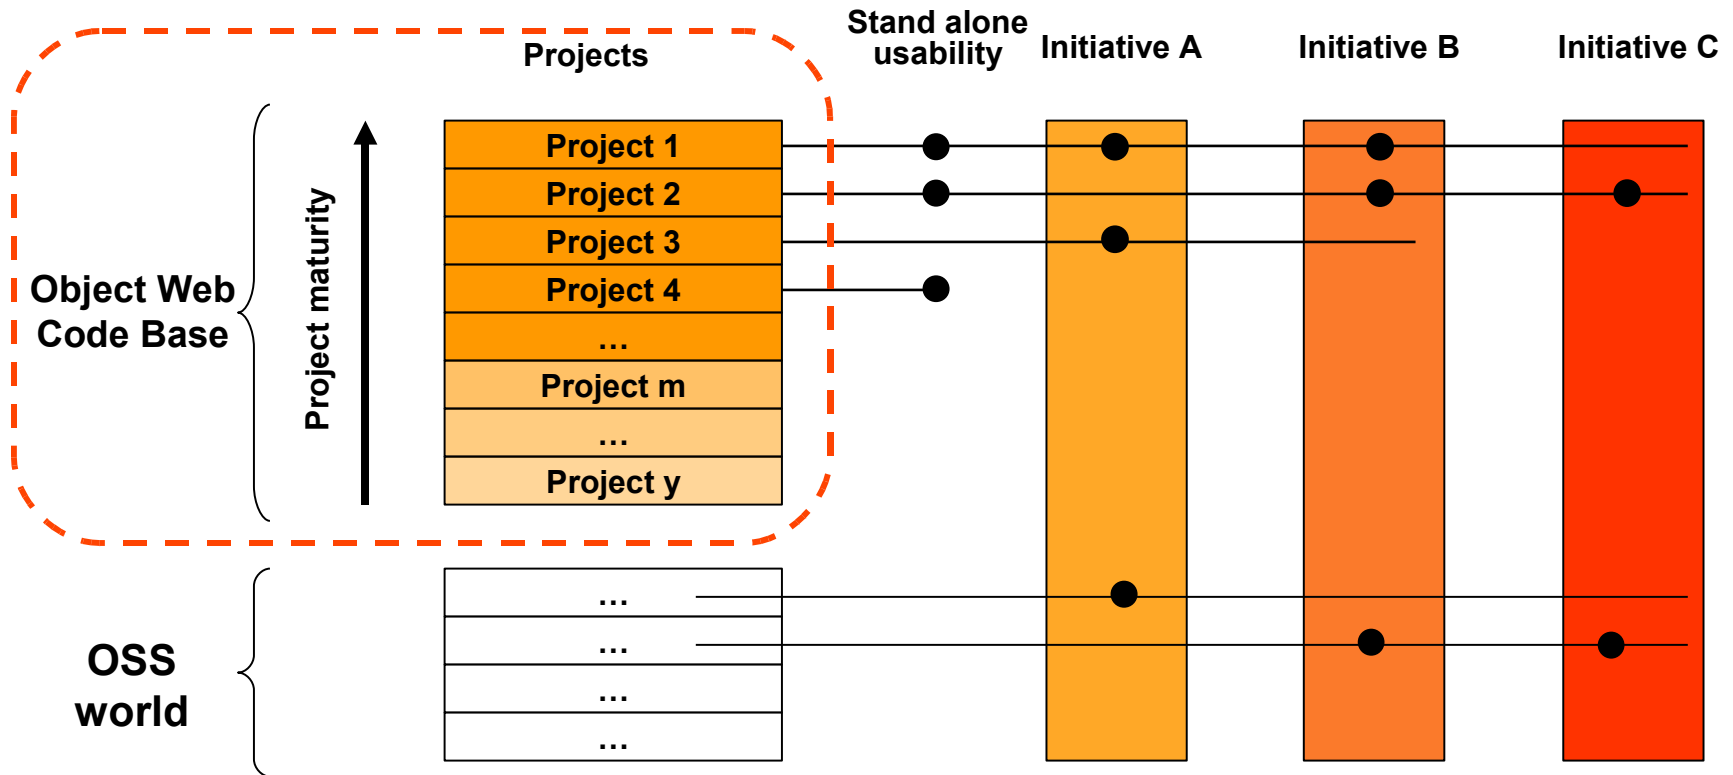 Projects
Stand alone
usability
Initiative A
Initiative B
Initiative C
Object Web
Code Base
Project maturity
Project 1
Project 2
Project 3
Project 4
...
Project m
...
Project y
OSS
world
...
...
...
...